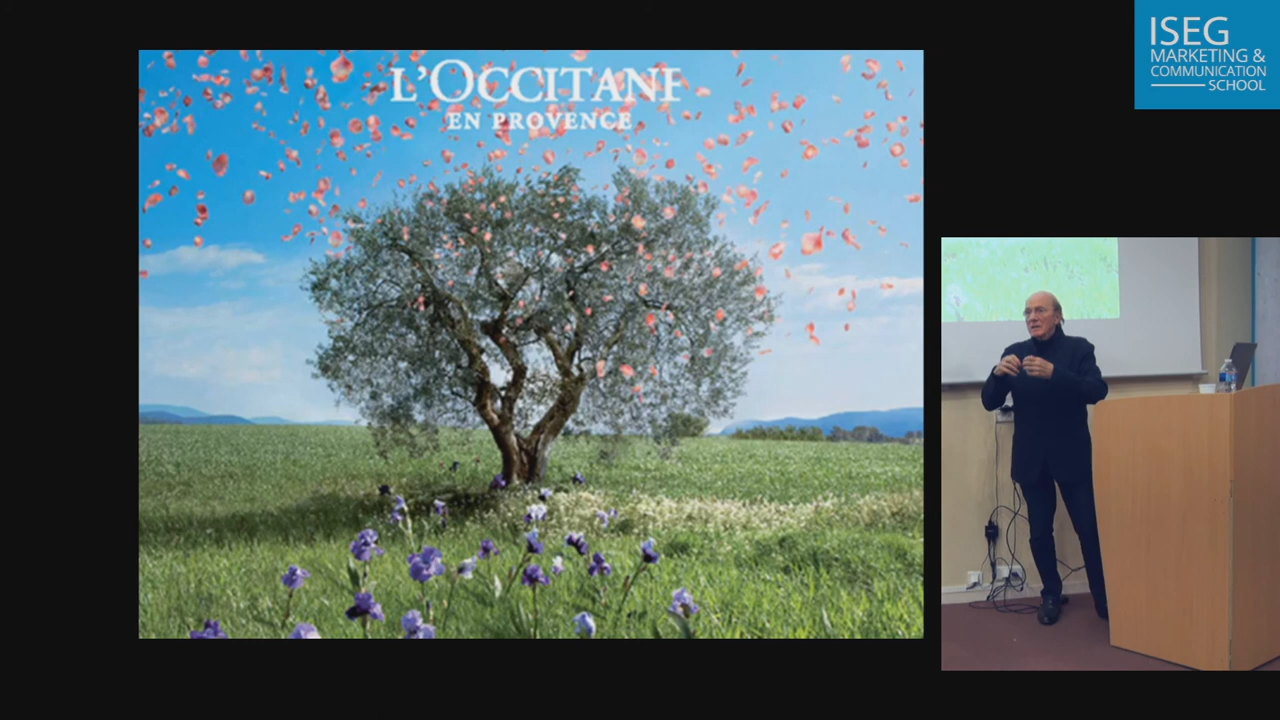 L'OCCITANE
EN PROVENCE
ISEG
MARKETING &
COMMUNICATION
SCHOOL